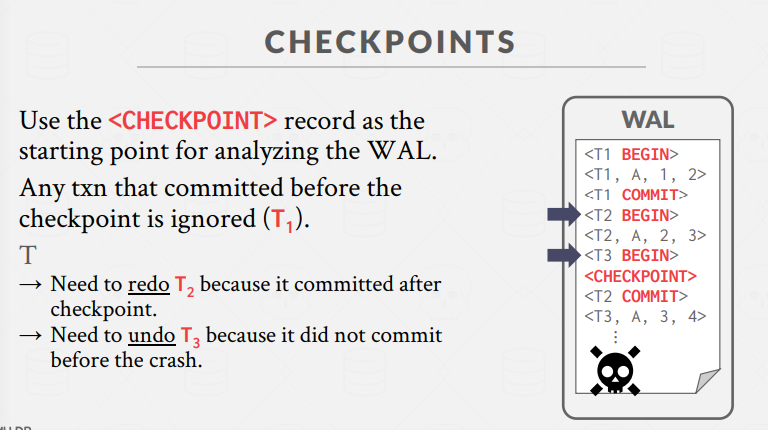 CHECKPOINTS
Use the <CHECKPOINT> record as the
starting point for analyzing the WAL.
Any txn that committed before the
checkpoint is ignored (T1).
T
→ Need to redo T2 because it committed after
checkpoint.
→ Need to undo T3 because it did not commit
before the crash.
WAL
<T1 BEGIN>
<T1, A, 1, 2>
<T1 COMMIT>
<T2 BEGIN>
<T2, A, 2, 3>
<T3 BEGIN>
<CHECKPOINT>
<T2 COMMIT>
<T3, A, 3, 4>
⋮